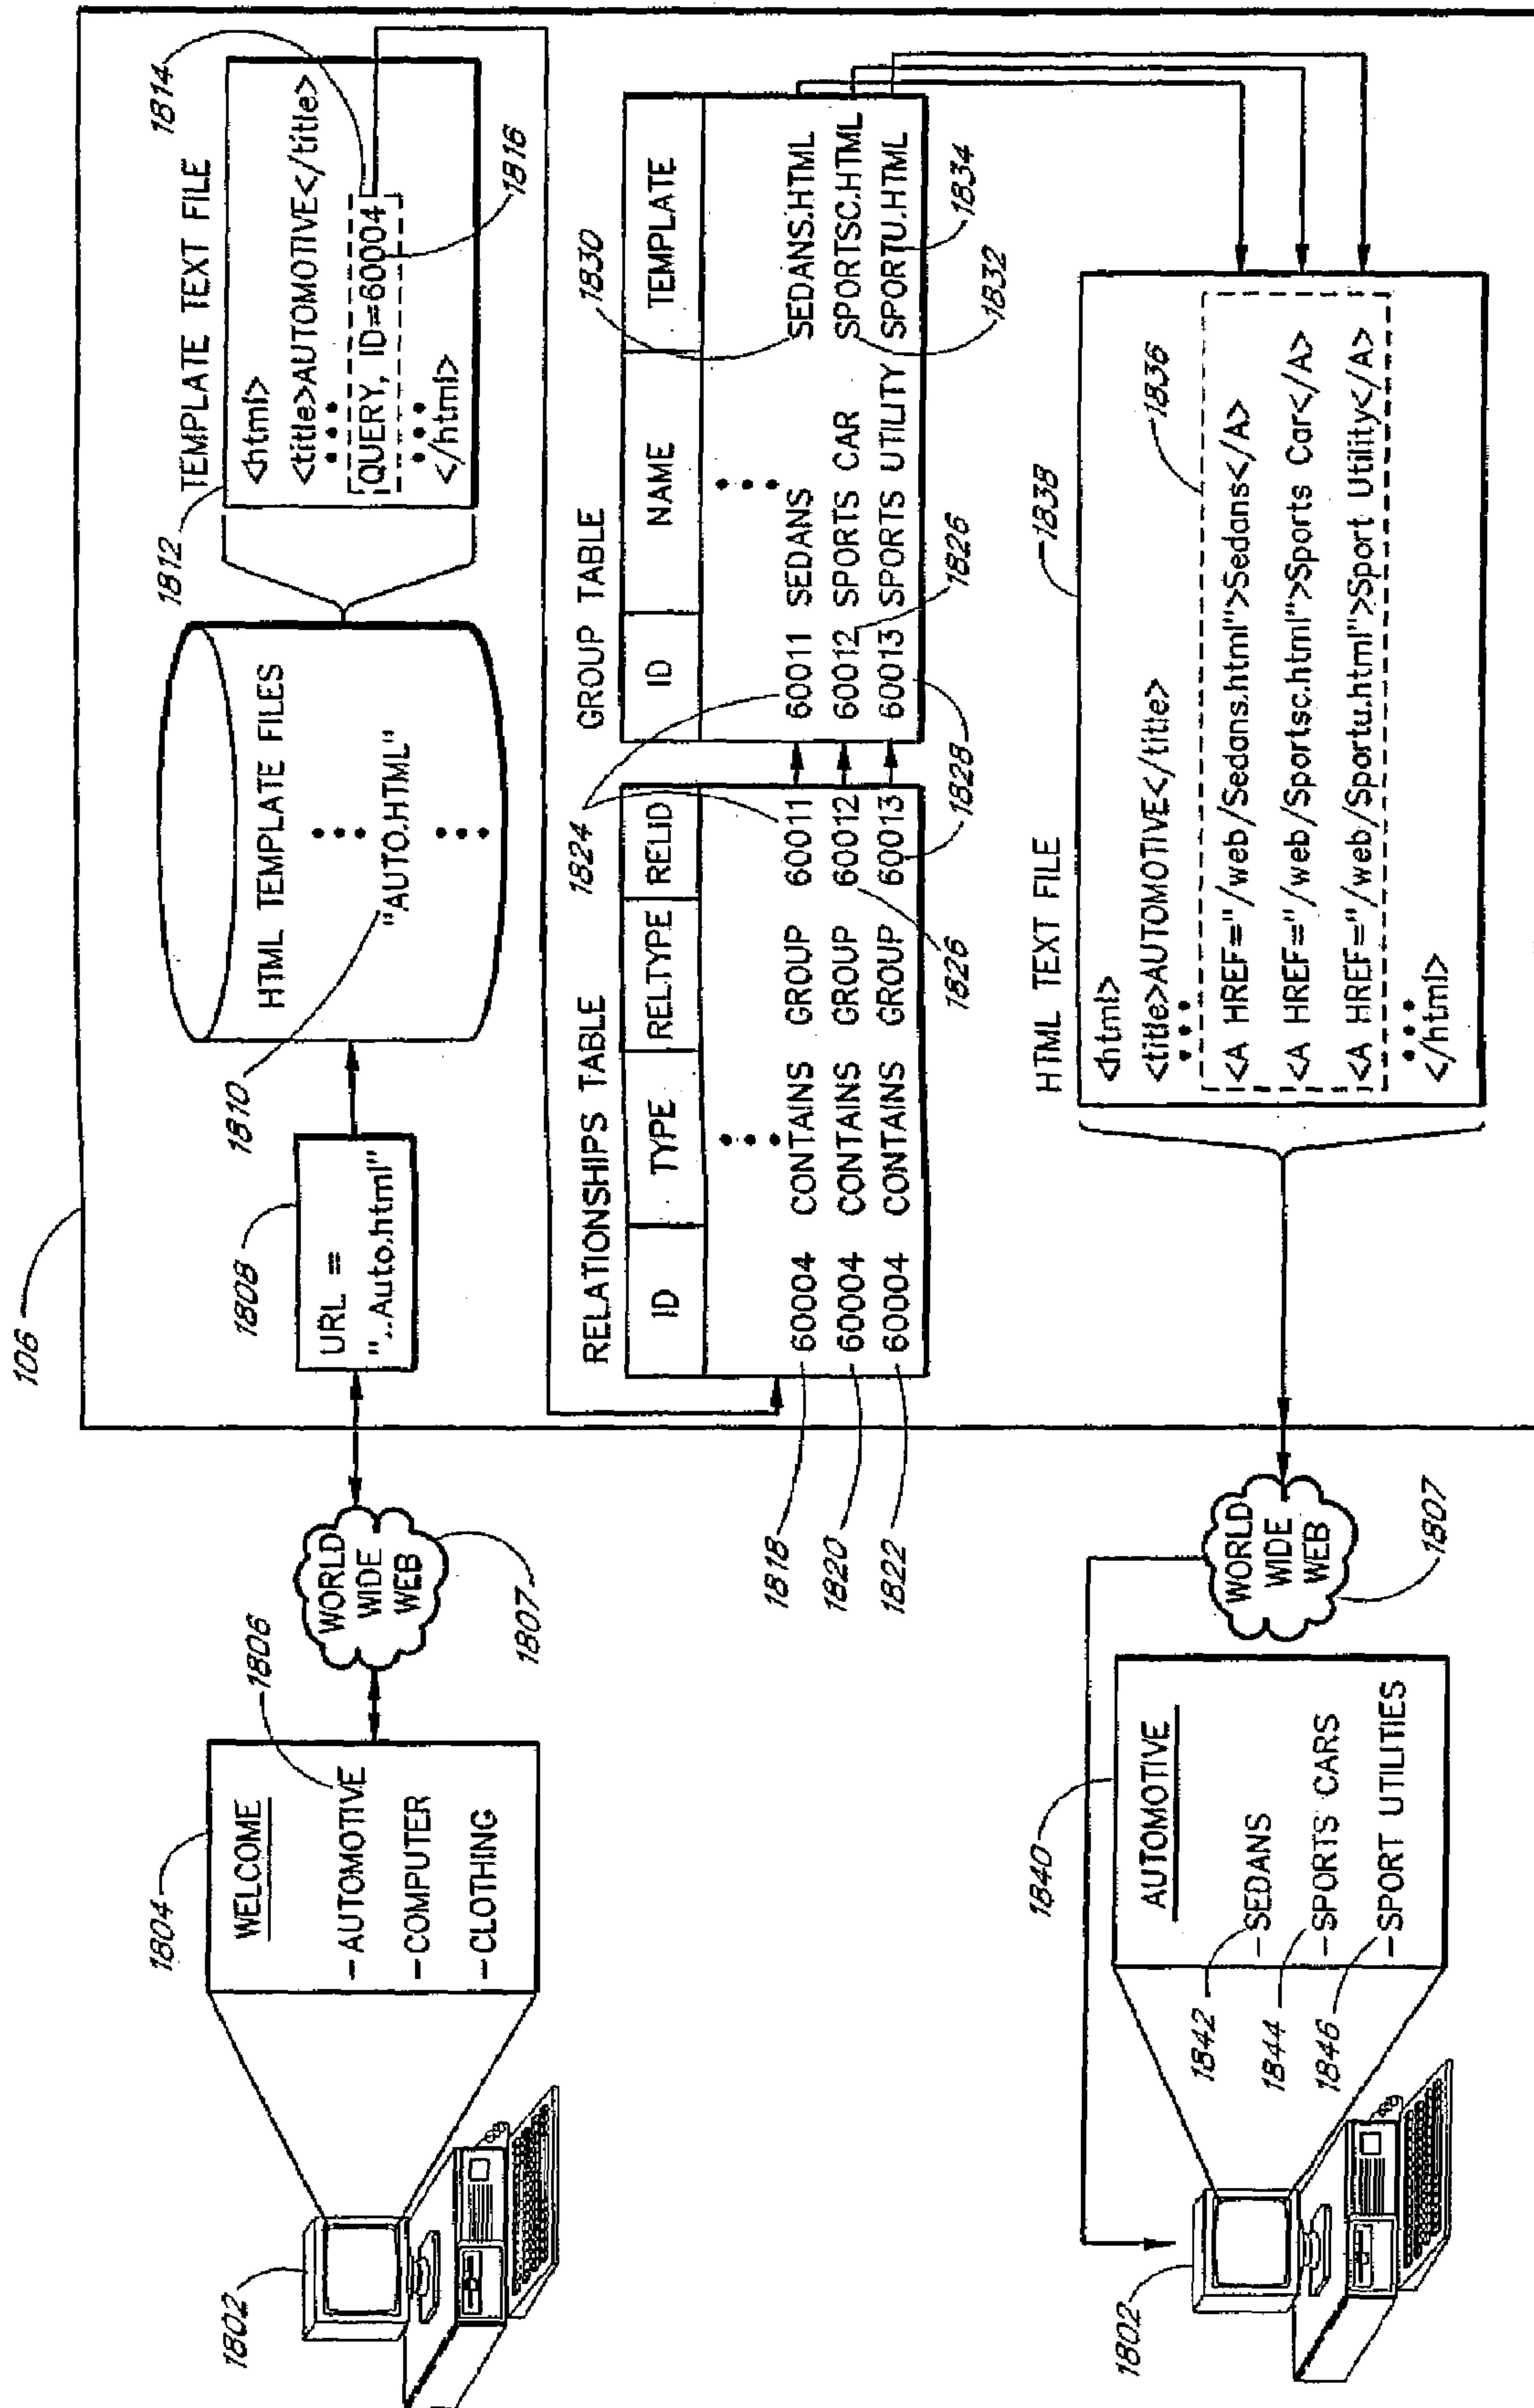 106
1802
1804
WELCOME
-AUTOMOTIVE
1806
-COMPUTER
-CLOTHING
WORLD
WIDE
WEB
1807
1808
URL =
"..Auto.html"
HTML TEMPLATE FILES
1810
"AUTO.HTML"
TEMPLATE TEXT FILE
1812
1814
<html>
<title>AUTOMOTIVE</title>
QUERY, ID=60004
1816
</html>
RELATIONSHIPS TABLE
ID TYPE RELTYPE RELID
1818
60004 CONTAINS GROUP 60011
1820
60004 CONTAINS GROUP 60012
1822
60004 CONTAINS GROUP 60013
1824
1826
1828
GROUP TABLE
ID NAME TEMPLATE
1830
60011 SEDANS SEDANS.HTML
60012 SPORTS CAR SPORTSC.HTML
60013 SPORTS UTILITY SPORTU.HTML
1826
1832
1834
HTML TEXT FILE
1838
<html>
<title>AUTOMOTIVE</title>
1836
<A HREF="/web/Sedans.html">Sedans</A>
<A HREF="/web/Sportsc.html">Sports Car</A>
<A HREF="/web/Sportu.html">Sport Utility</A>
</html>
WORLD
WIDE
WEB
1807
1802
1840
AUTOMOTIVE
1842
-SEDANS
1844
-SPORTS CARS
1846
-SPORT UTILITIES